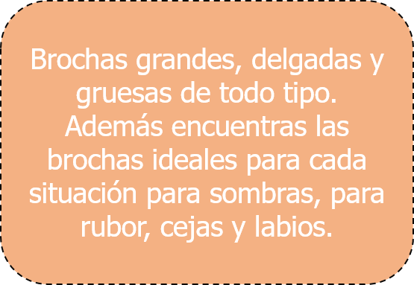 Brochas grandes, delgadas y
gruesas de todo tipo.
Además encuentras las
brochas ideales para cada
situación para sombras, para
rubor, cejas y labios.